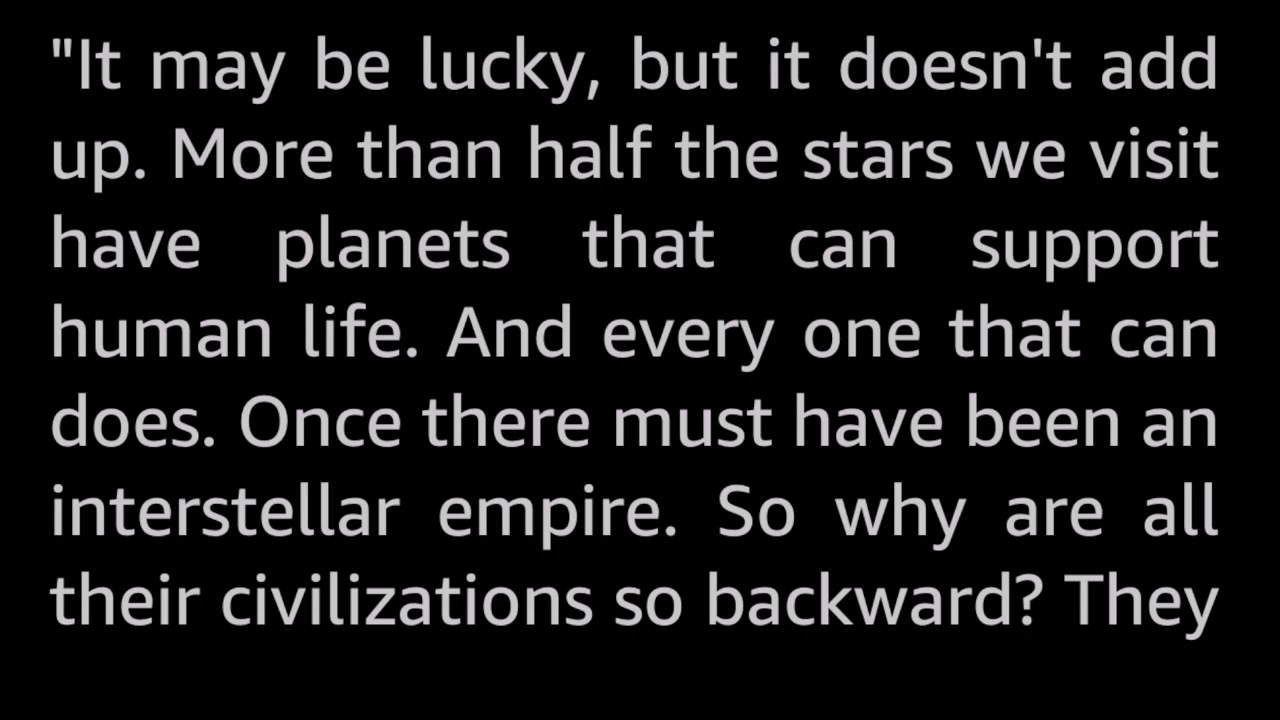 "It may be lucky, but it doesn't add
up. More than half the stars we visit
have planets that can support
human life. And every one that can
does. Once there must have been an
interstellar empire. So why are all
their civilizations so backward? They